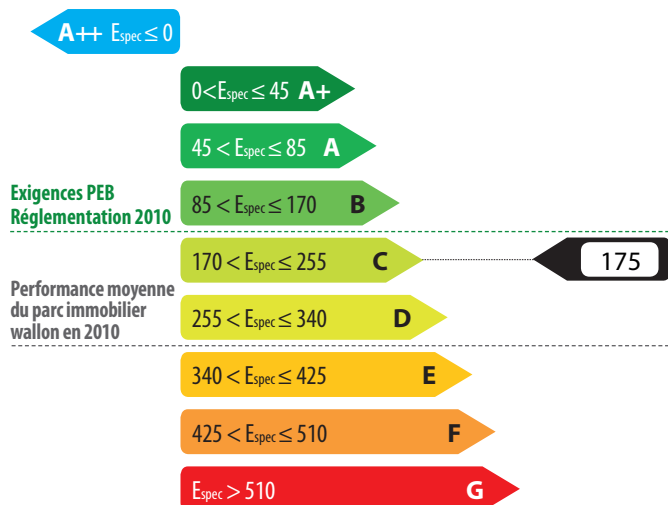 A++ Espec ≤ 0
0<Espec ≤ 45 A+
45 < Espec ≤ 85 A
Exigences PEB
Réglementation 2010
85 < Espec ≤ 170 B
170 < Espec ≤ 255 C
175
Performance moyenne
du parc immobilier
wallon en 2010
255 < Espec ≤ 340 D
340 < Espec ≤ 425 E
425 < Espec ≤ 510 F
Espec > 510 G